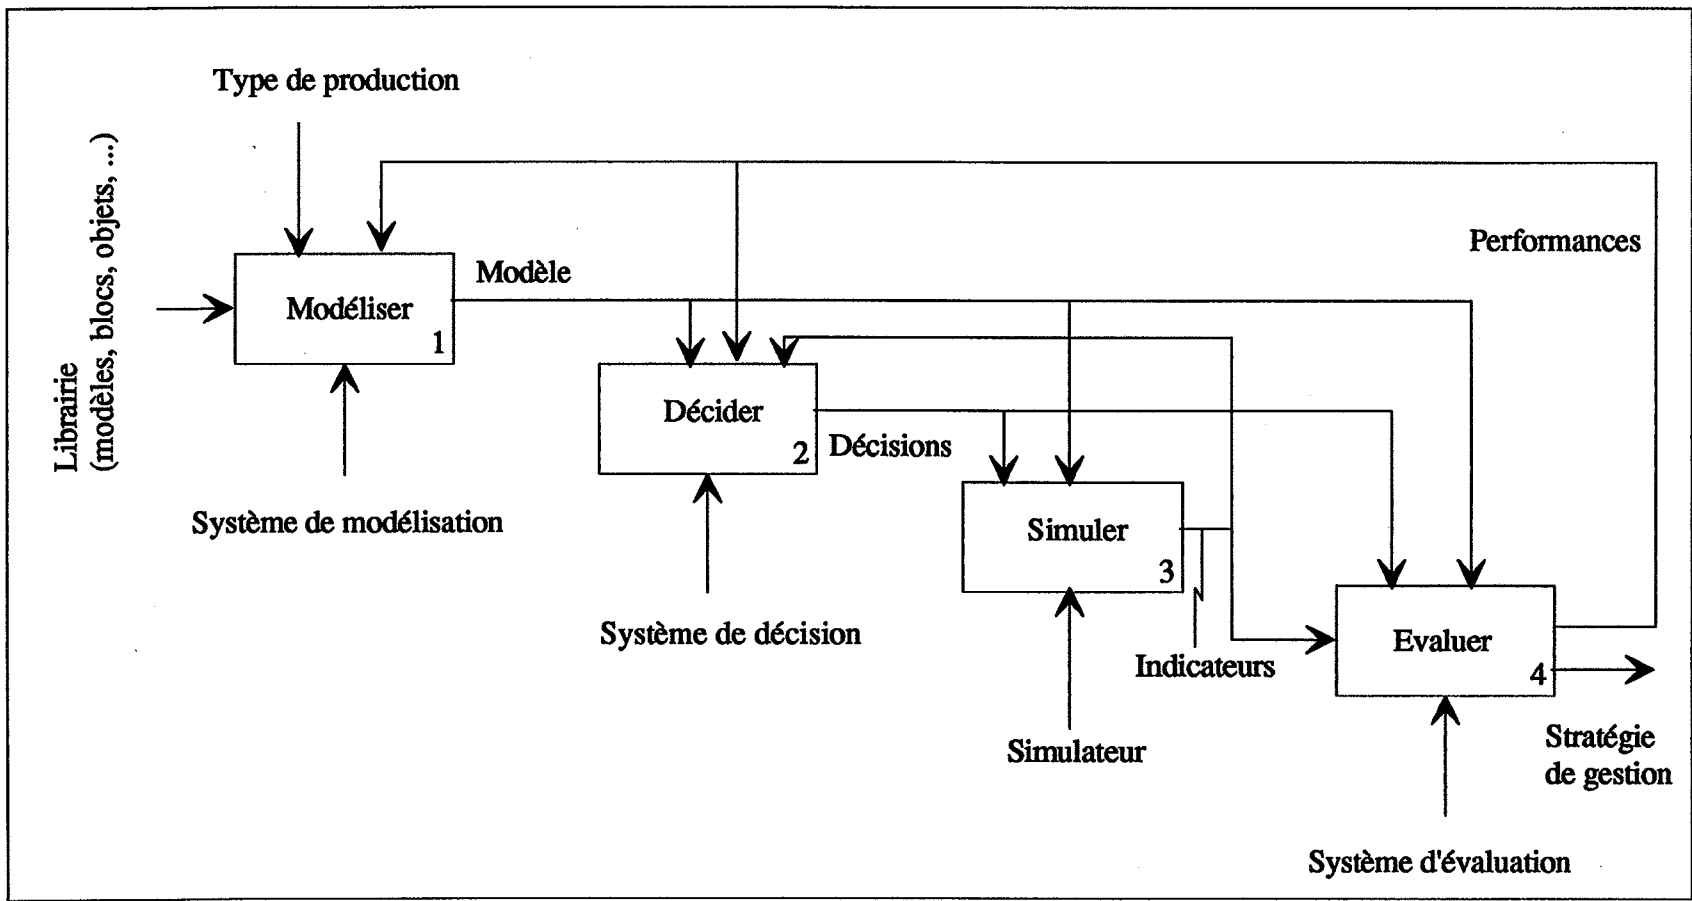 Type de production
Librairie
(modèles, blocs, objets, ...)
Performances
Modèle
Modéliser
1
Décider
2
Décisions
Système de modélisation
Simuler
3
Système de décision
Indicateurs
Evaluer
4
Simulateur
Stratégie
de gestion
Système d'évaluation